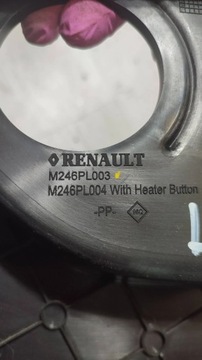 RENAULT
M246PL003
M246PL004 With Heater Button
-PP-